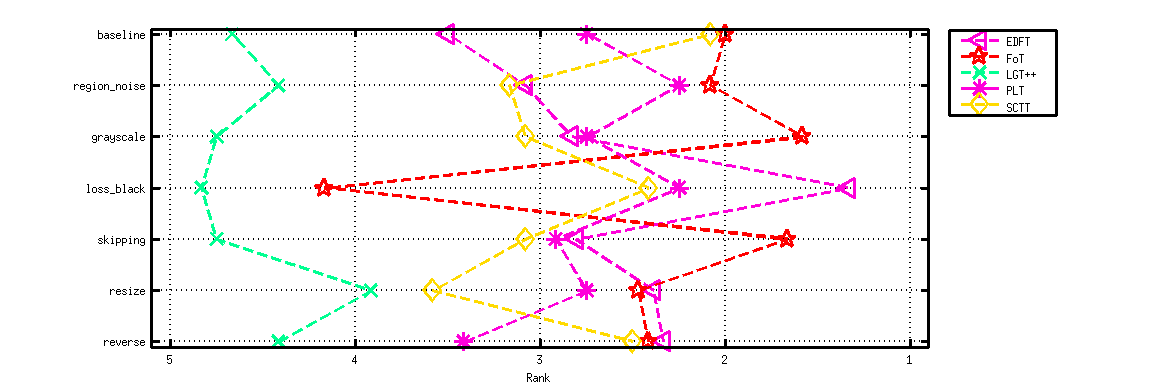 baseline
region_noise
grayscale
loss_black
skipping
resize
reverse
5 4 3 2 1
Rank
EDFT
FoT
LGT++
PLT
SCTT